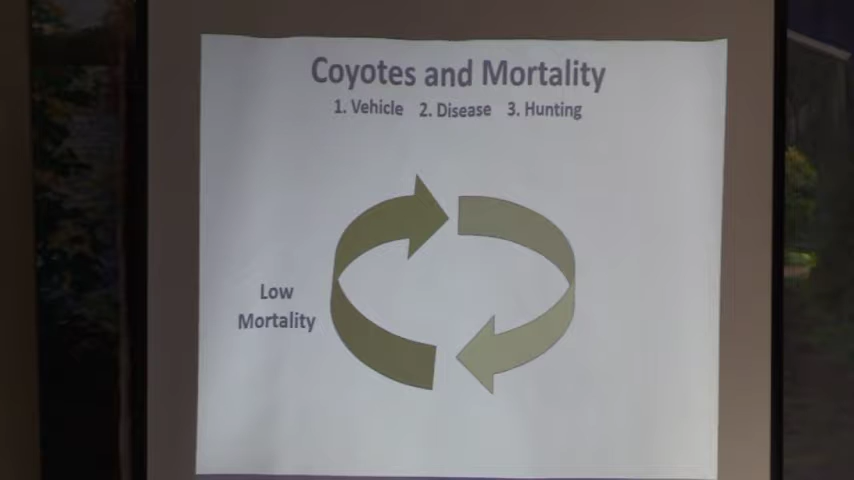 Coyotes and Mortality
1. Vehicle 2. Disease 3. Hunting
Low
Mortality